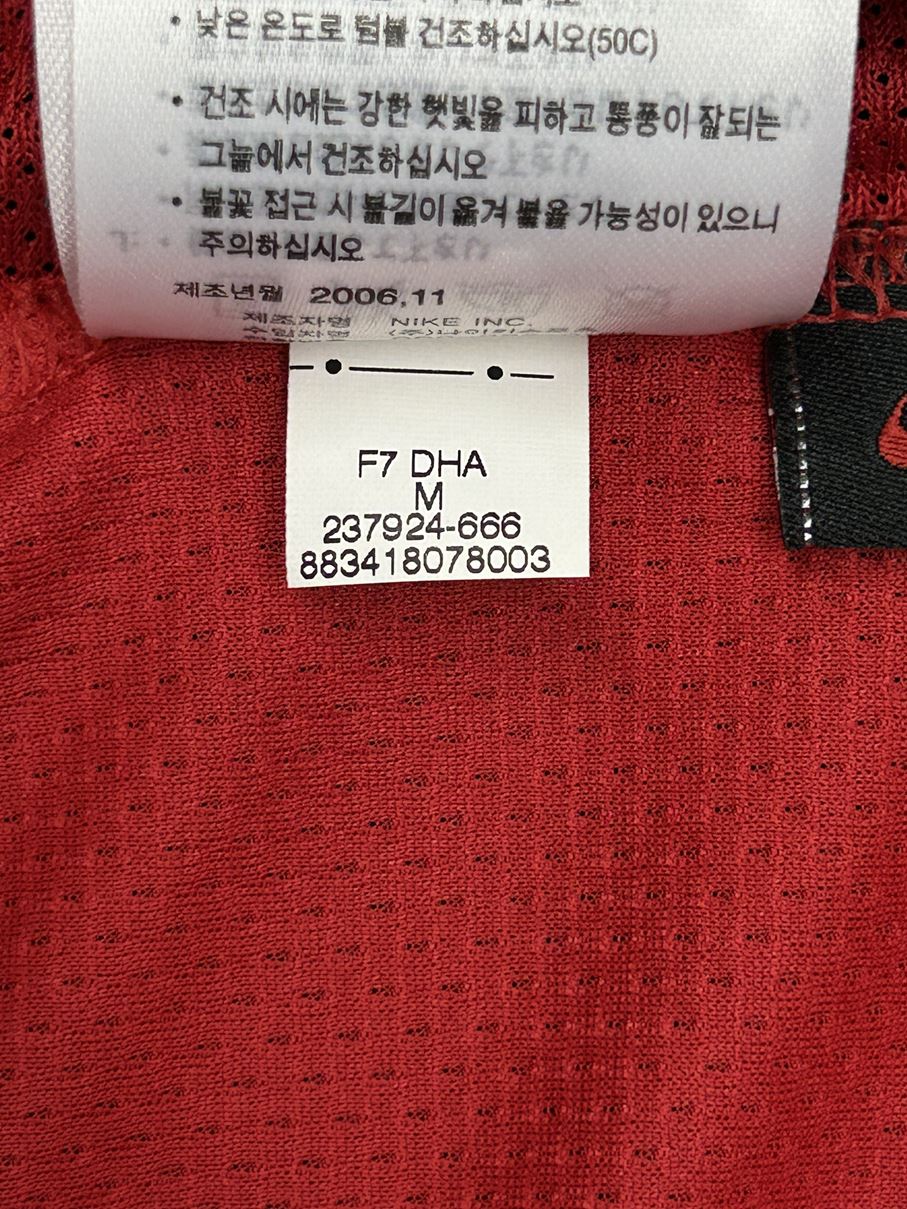 • 낮은 온도로 텀블 건조하십시오(50C)
• 건조 시에는 강한 햇빛을 피하고 통풍이 잘되는
그늘에서 건조하십시오
• 불꽃 접근 시 불길이 옮겨 붙을 가능성이 있으니
주의하십시오
제조년월 2006.11
제조자명 NIKE INC.
F7 DHA
M
237924-666
883418078003